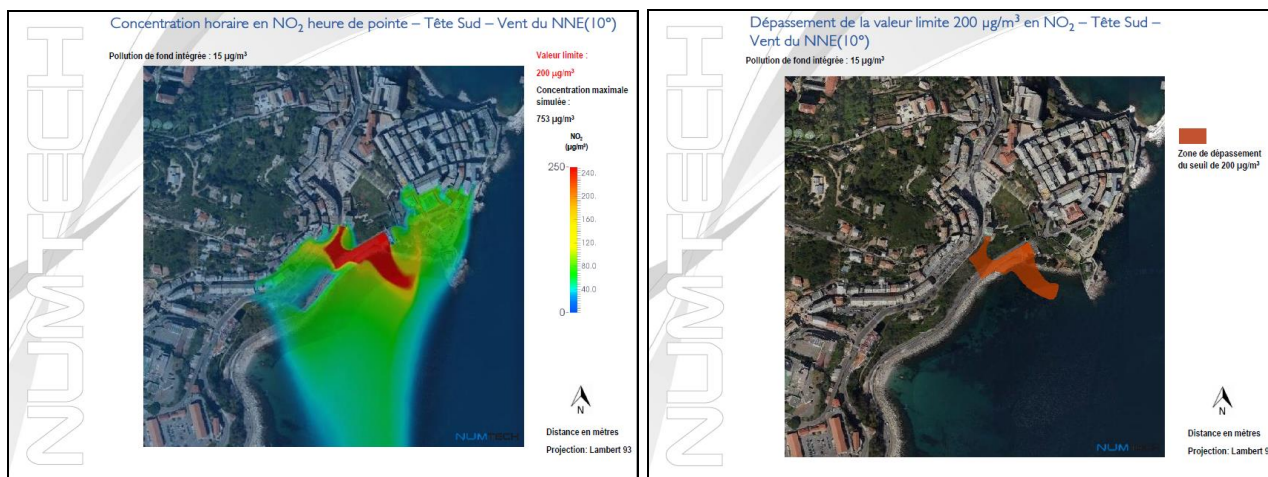 Concentration horaire en NO2 heure de pointe – Tête Sud – Vent du NNE(10°)
Pollution de fond intégrée : 15 µg/m³
Valeur limite :
200 µg/m³
Concentration maximale
simulée :
753 µg/m³
NO2
(µg/m³)
250
240.
200.
160.
120.
80.0
40.0
0
N
Distance en mètres
Projection: Lambert 93
NUMTECH
NUMTECH
Dépassement de la valeur limite 200 µg/m³ en NO2 – Tête Sud –
Vent du NNE(10°)
Pollution de fond intégrée : 15 µg/m³
Zone de dépassement
du seuil de 200 µg/m³
N
Distance en mètres
Projection: Lambert 9
NUMTECH
NUMTECH